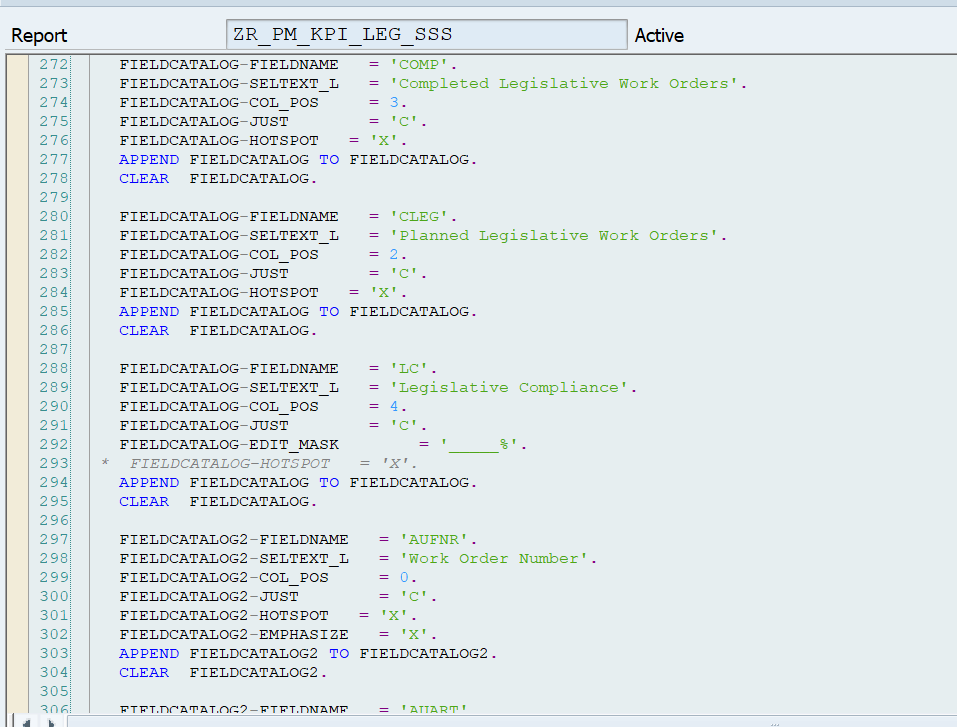 Report ZR_PM_KPI_LEG_SSS Active
272 FIELDCATALOG-FIELDNAME = 'COMP'.
273 FIELDCATALOG-SELTEXT_L = 'Completed Legislative Work Orders'.
274 FIELDCATALOG-COL_POS = 3.
275 FIELDCATALOG-JUST = 'C'.
276 FIELDCATALOG-HOTSPOT = 'X'.
277 APPEND FIELDCATALOG TO FIELDCATALOG.
278 CLEAR FIELDCATALOG.
279
280 FIELDCATALOG-FIELDNAME = 'CLEG'.
281 FIELDCATALOG-SELTEXT_L = 'Planned Legislative Work Orders'.
282 FIELDCATALOG-COL_POS = 2.
283 FIELDCATALOG-JUST = 'C'.
284 FIELDCATALOG-HOTSPOT = 'X'.
285 APPEND FIELDCATALOG TO FIELDCATALOG.
286 CLEAR FIELDCATALOG.
287
288 FIELDCATALOG-FIELDNAME = 'LC'.
289 FIELDCATALOG-SELTEXT_L = 'Legislative Compliance'.
290 FIELDCATALOG-COL_POS = 4.
291 FIELDCATALOG-JUST = 'C'.
292 FIELDCATALOG-EDIT_MASK = '_____%'.
293 * FIELDCATALOG-HOTSPOT = 'X'.
294 APPEND FIELDCATALOG TO FIELDCATALOG.
295 CLEAR FIELDCATALOG.
296
297 FIELDCATALOG2-FIELDNAME = 'AUFNR'.
298 FIELDCATALOG2-SELTEXT_L = 'Work Order Number'.
299 FIELDCATALOG2-COL_POS = 0.
300 FIELDCATALOG2-JUST = 'C'.
301 FIELDCATALOG2-HOTSPOT = 'X'.
302 FIELDCATALOG2-EMPHASIZE = 'X'.
303 APPEND FIELDCATALOG2 TO FIELDCATALOG2.
304 CLEAR FIELDCATALOG2.
305
306 FIELDCATALOG2-FIELDNAME = 'AUART'